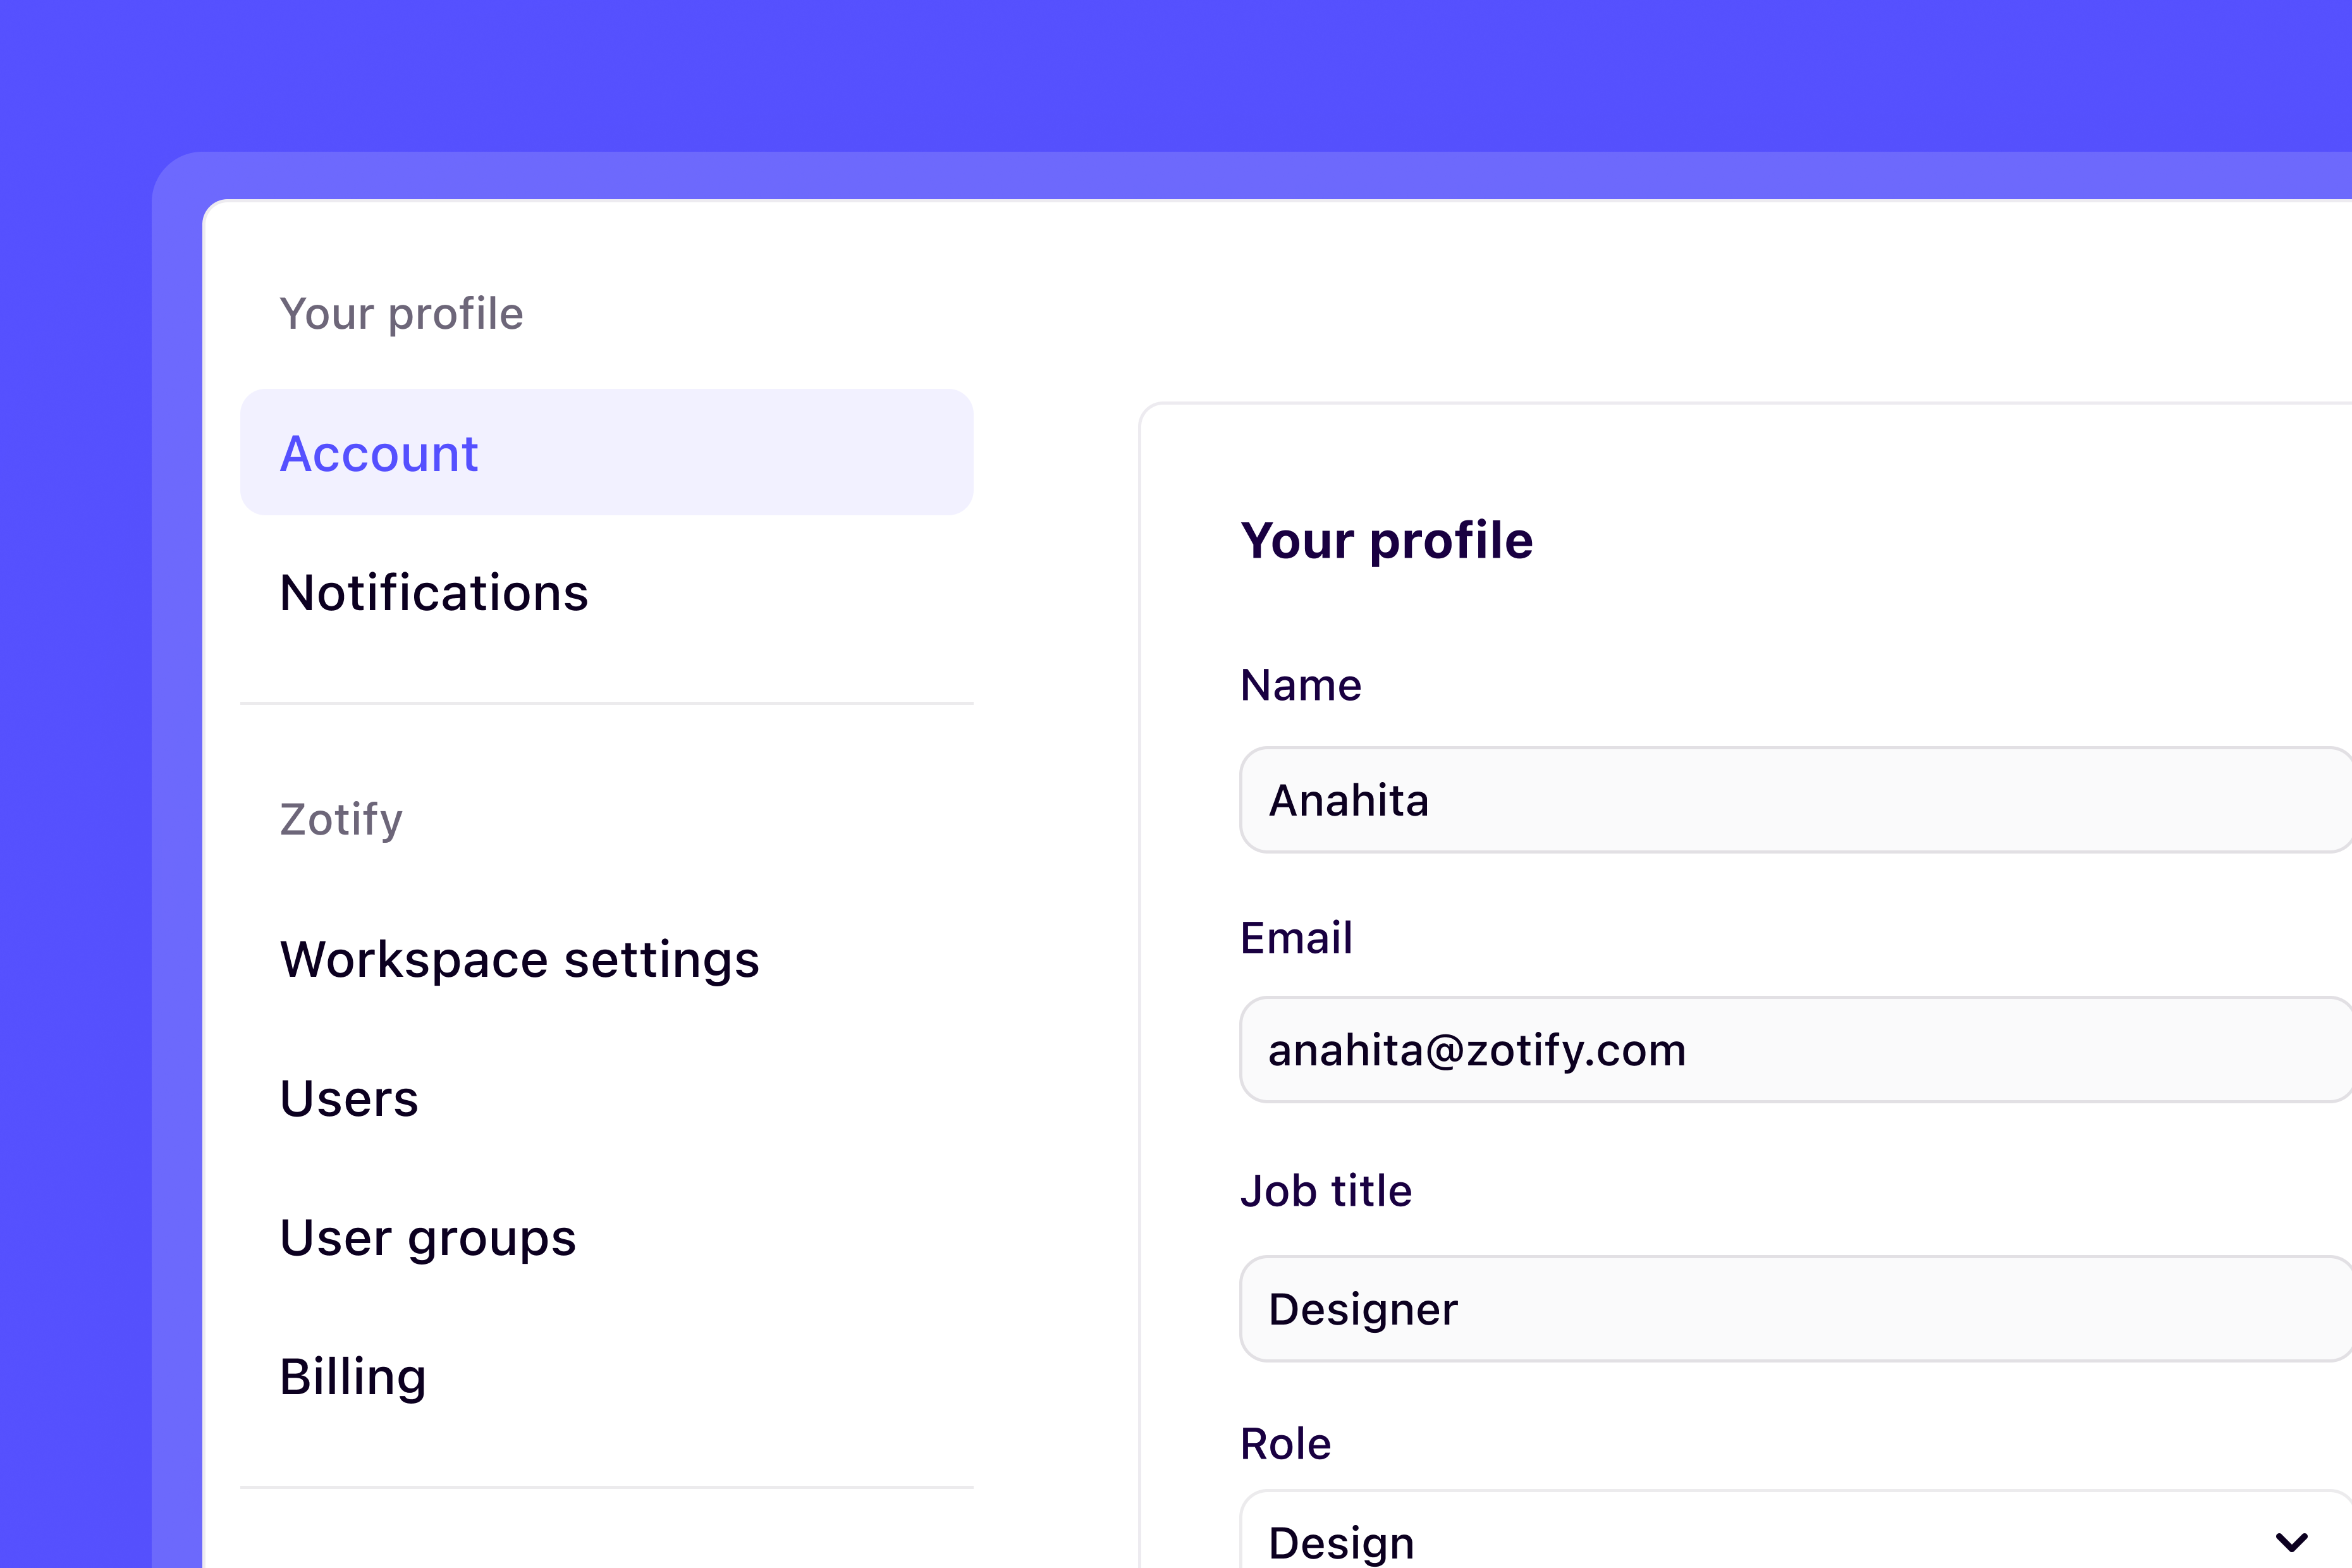 Your profile
Account
Notifications
Zotify
Workspace settings
Users
User groups
Billing
Your profile
Name
Anahita
Email
anahita@zotify.com
Job title
Designer
Role
Design